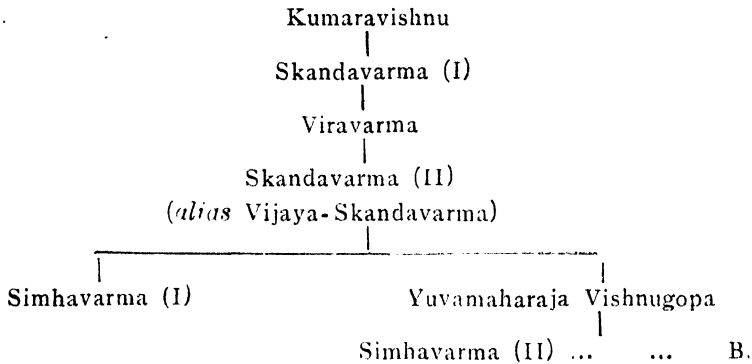 Kumaravishnu
Skandavarma (I)
Viravarma
Skandavarma (II)
(alias Vijaya-Skandavarma)
Simhavarma (I) Yuvamaharaja Vishnugopa
Simhavarma (II) ... ... B.